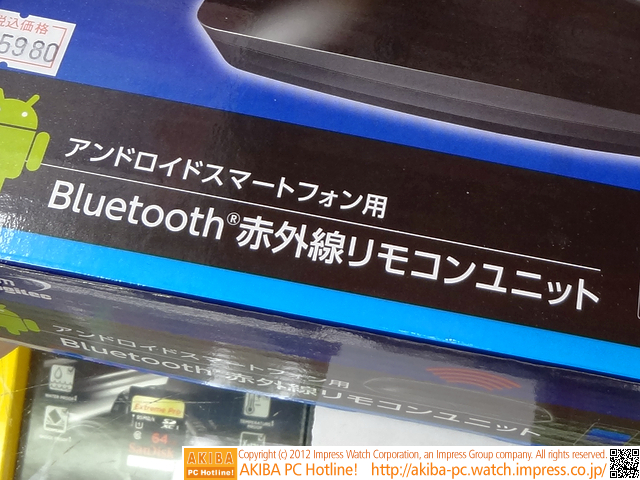 税込価格
5980
アンドロイドスマートフォン用
Bluetooth®赤外線リモコンユニット
アンドロイドスマートフォン用
Bluetooth®赤外線リモコンユニット
Extreme Pro
64
SanDisk
AKIBA
PC Hotline!
Copyright (c) 2012 Impress Watch Corporation, an Impress Group company. All rights reserved.
AKIBA PC Hotline! http://akiba-pc.watch.impress.co.jp/